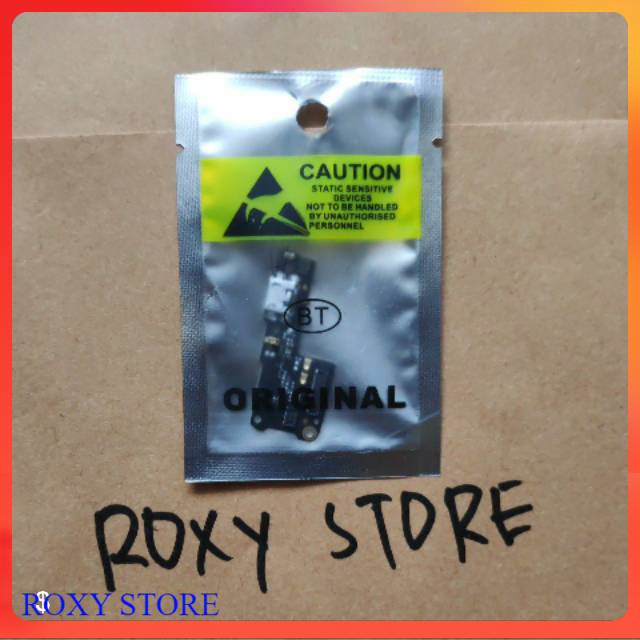 CAUTION
STATIC SENSITIVE
DEVICES
NOT TO BE HANDLED
BY UNAUTHORISED
PERSONNEL
BT
ORIGINAL
ROXY STORE
ROXY STORE